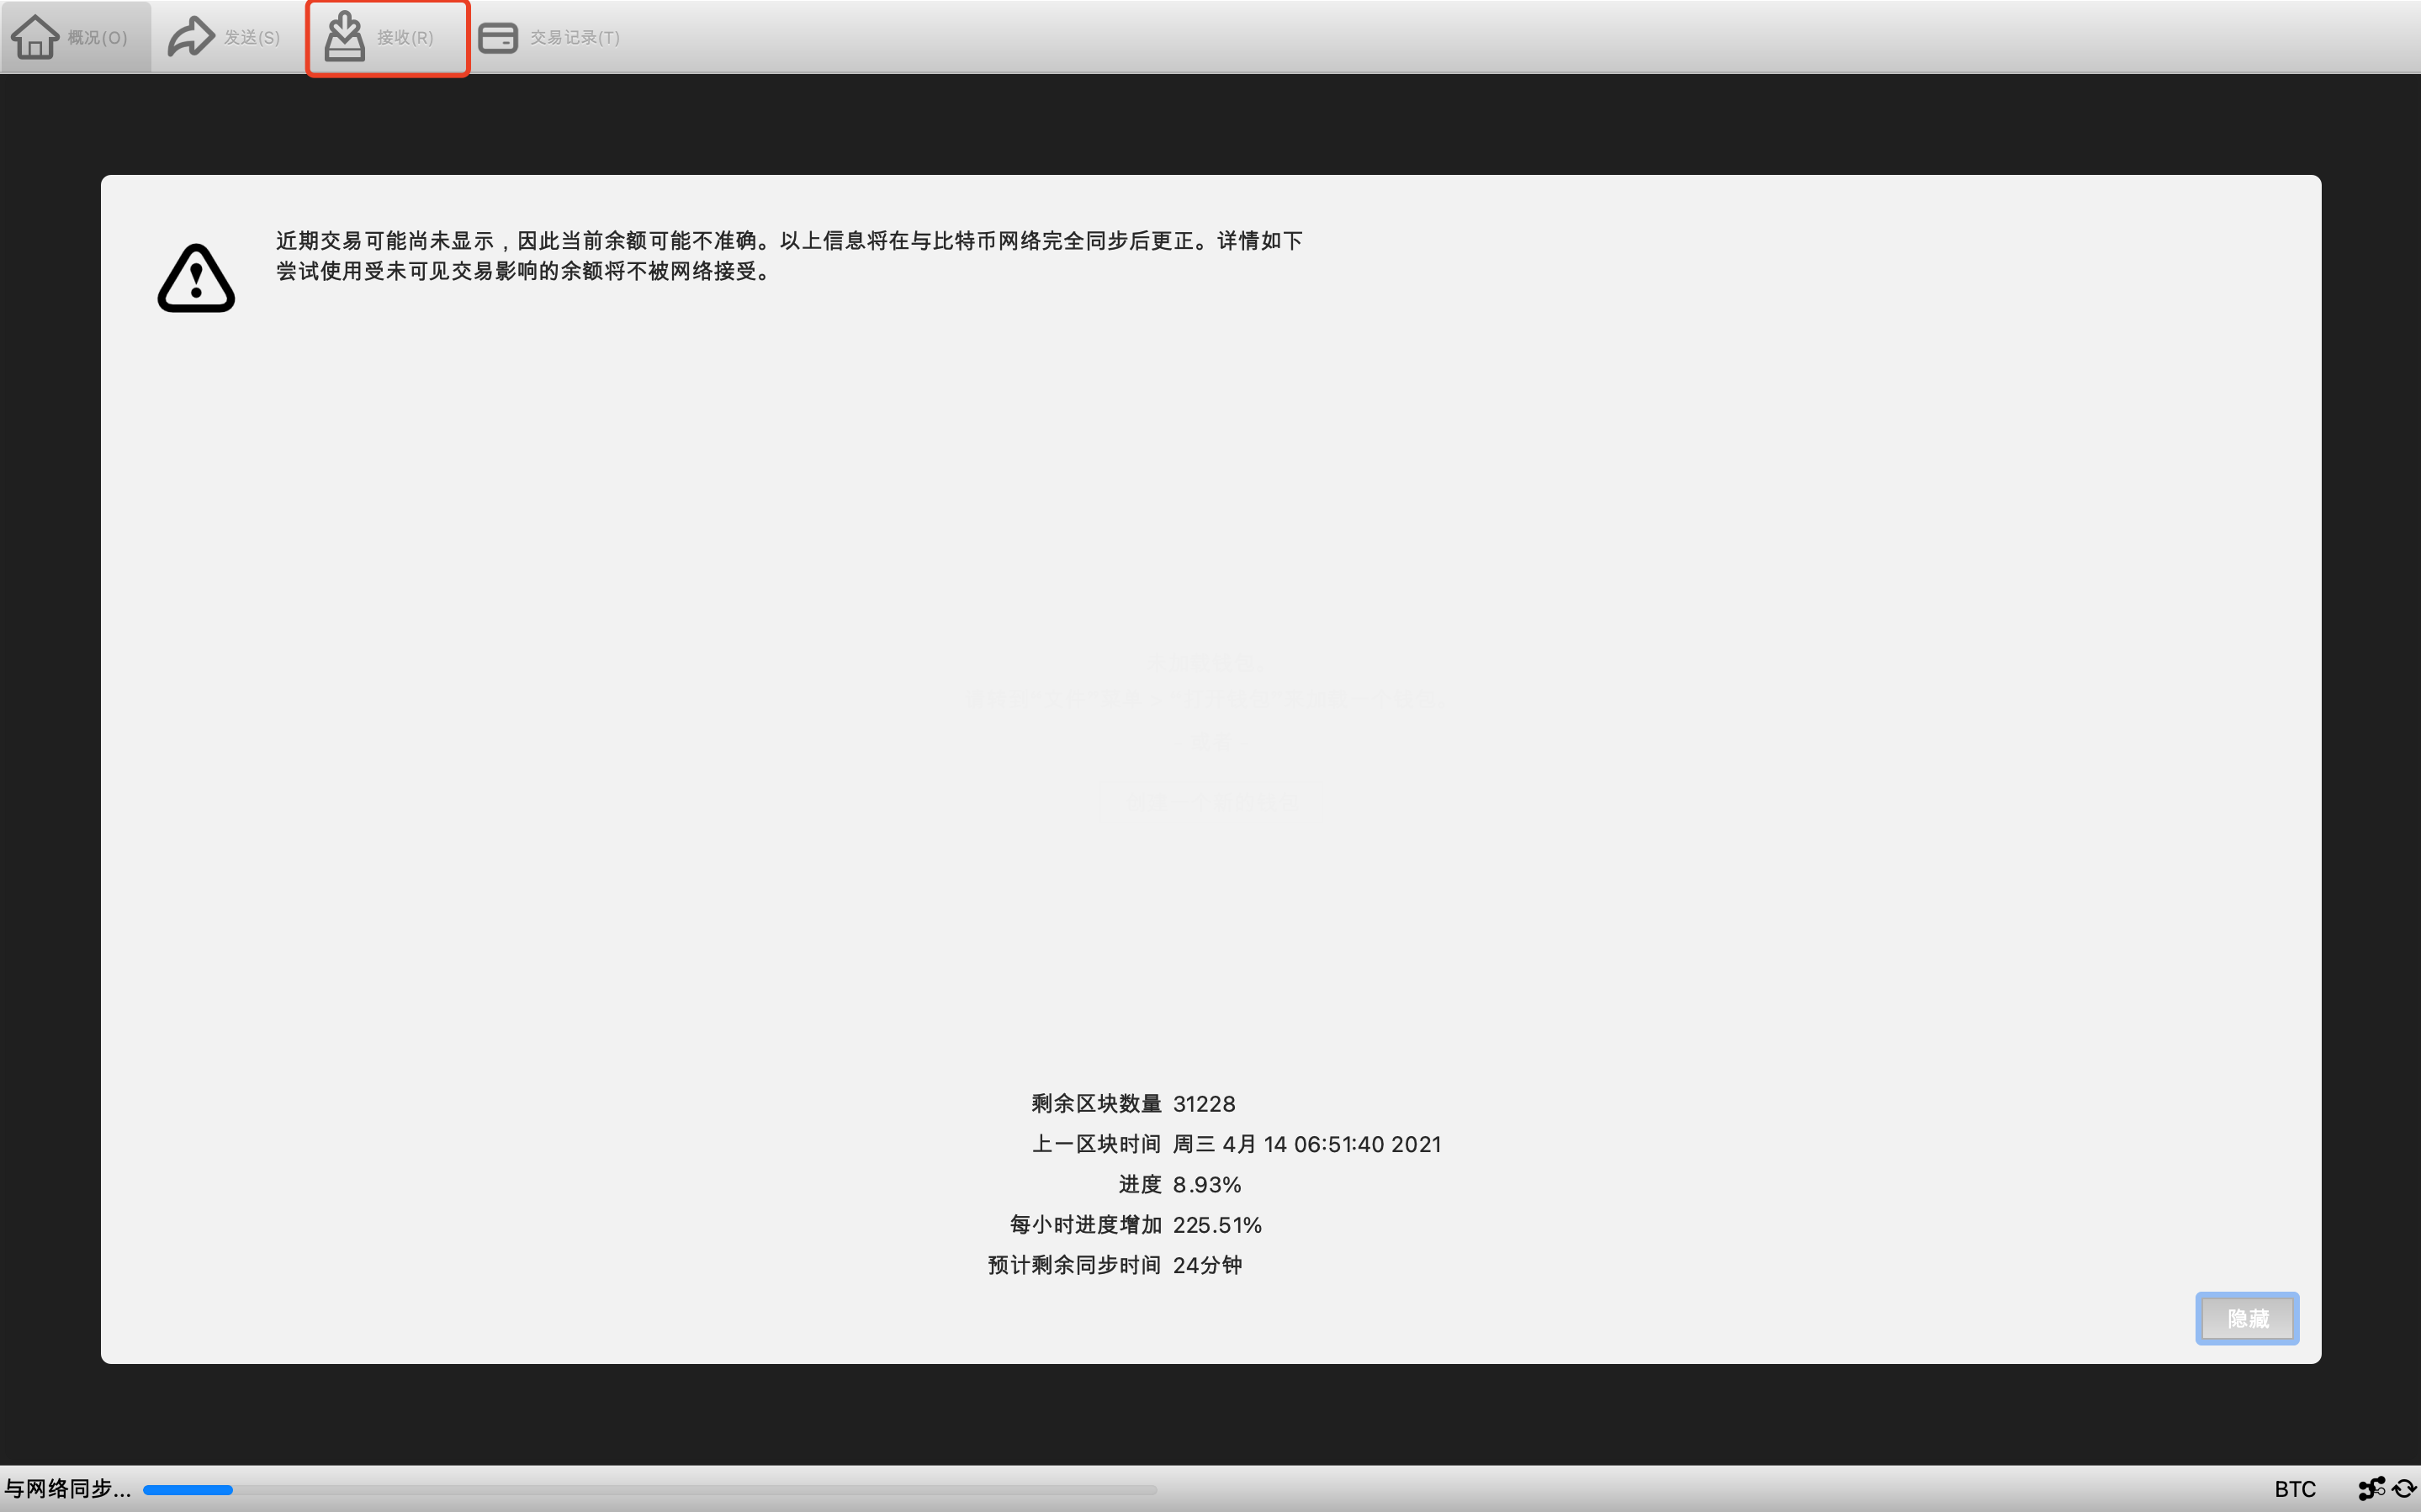 概况(O)
发送(S)
接收(R)
交易记录(T)
近期交易可能尚未显示，因此当前余额可能不准确。以上信息将在与比特币网络完全同步后更正。详情如下
尝试使用受未可见交易影响的余额将不被网络接受。
剩余区块数量 31228
上一区块时间 周三 4月 14 06:51:40 2021
进度 8.93%
每小时进度增加 225.51%
预计剩余同步时间 24分钟
隐藏
与网络同步...
BTC